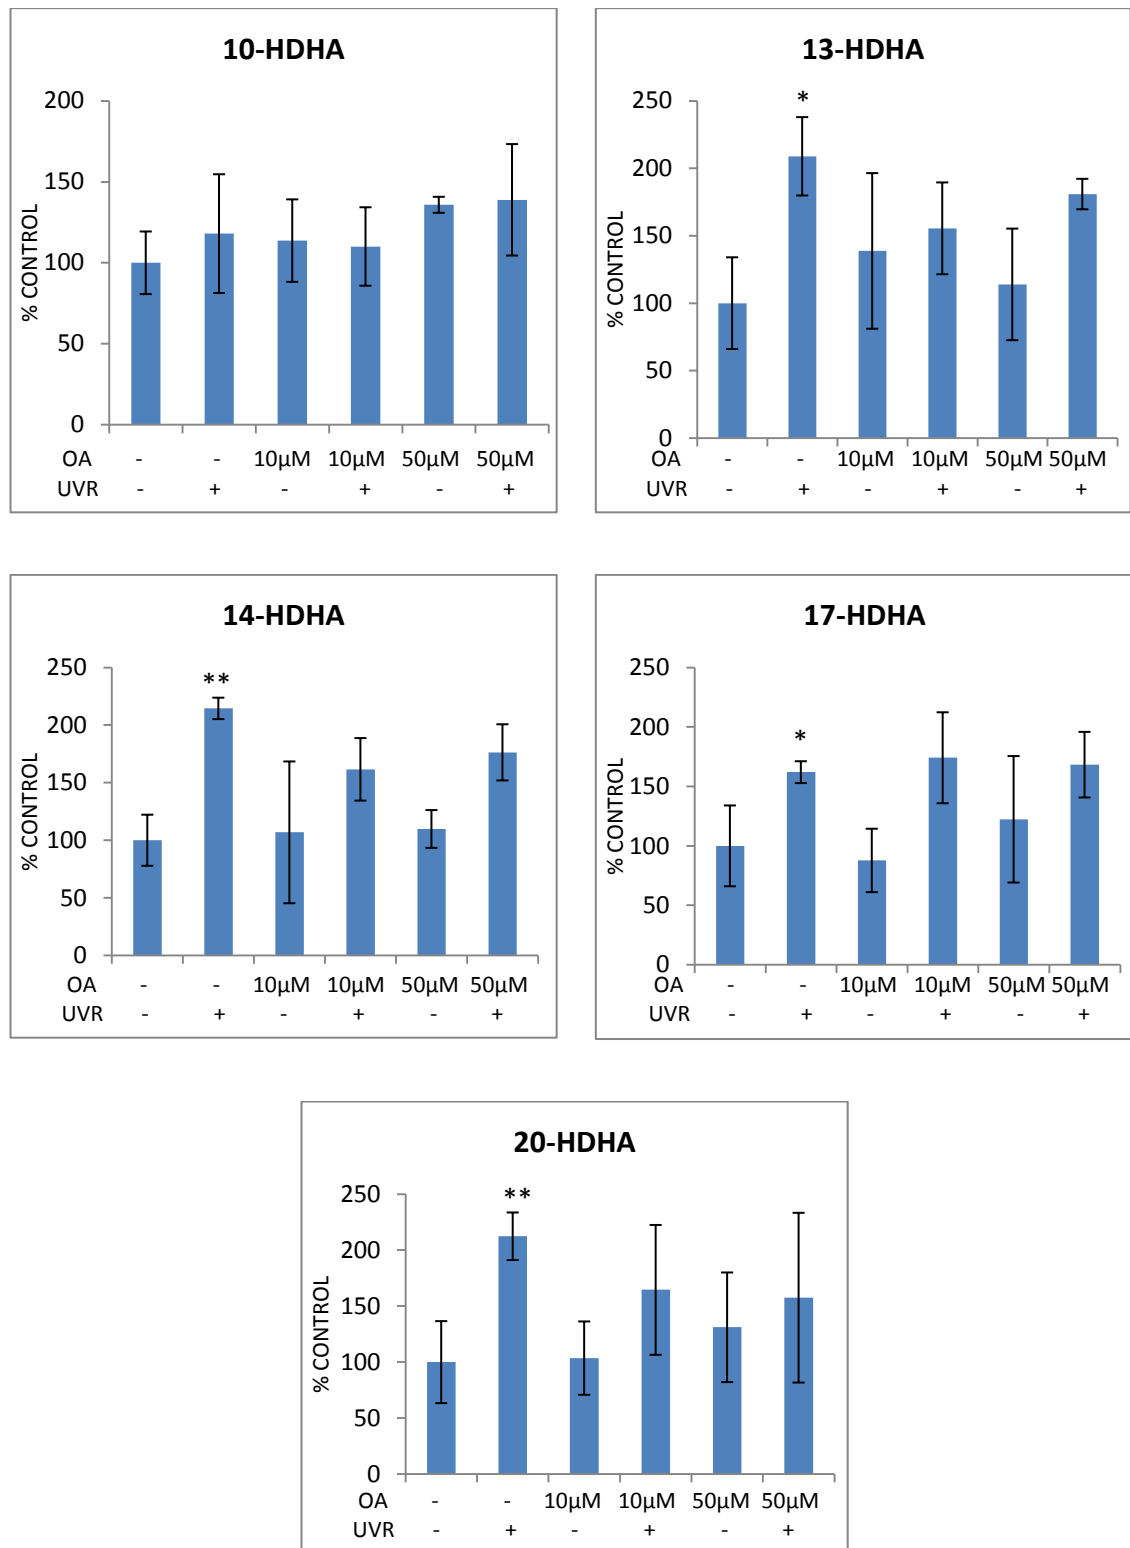 10-HDHA
200
150
100
50
0
% CONTROL
OA - - 10µM 10µM 50µM 50µM
UVR - + - + - +
13-HDHA
*
250
200
150
100
50
0
% CONTROL
OA - - 10µM 10µM 50µM 50µM
UVR - + - + - +
14-HDHA
**
250
200
150
100
50
0
% CONTROL
OA - - 10µM 10µM 50µM 50µM
UVR - + - + - +
17-HDHA
*
250
200
150
100
50
0
% CONTROL
OA - - 10µM 10µM 50µM 50µM
UVR - + - + - +
20-HDHA
**
250
200
150
100
50
0
% CONTROL
OA - - 10µM 10µM 50µM 50µM
UVR - + - + - +